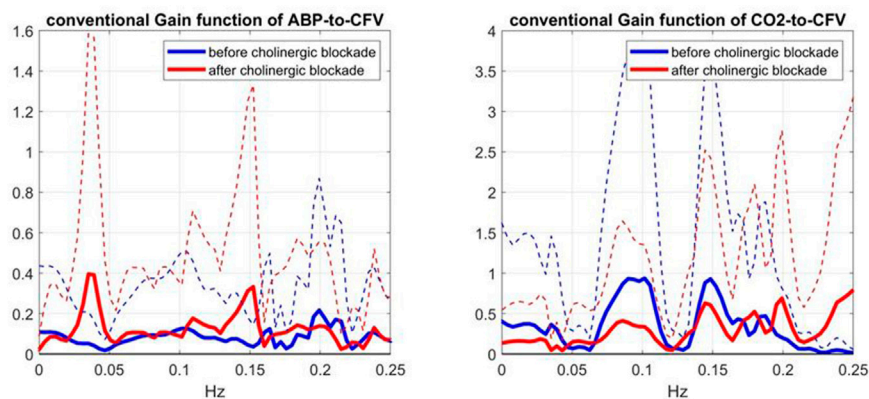 conventional Gain function of ABP-to-CFV
1.6
1.4
1.2
1
0.8
0.6
0.4
0.2
0
before cholinergic blockade
after cholinergic blockade
0 0.05 0.1 0.15 0.2 0.25
Hz
conventional Gain function of CO2-to-CFV
4
3.5
3
2.5
2
1.5
1
0.5
0
before cholinergic blockade
after cholinergic blockade
0 0.05 0.1 0.15 0.2 0.25
Hz